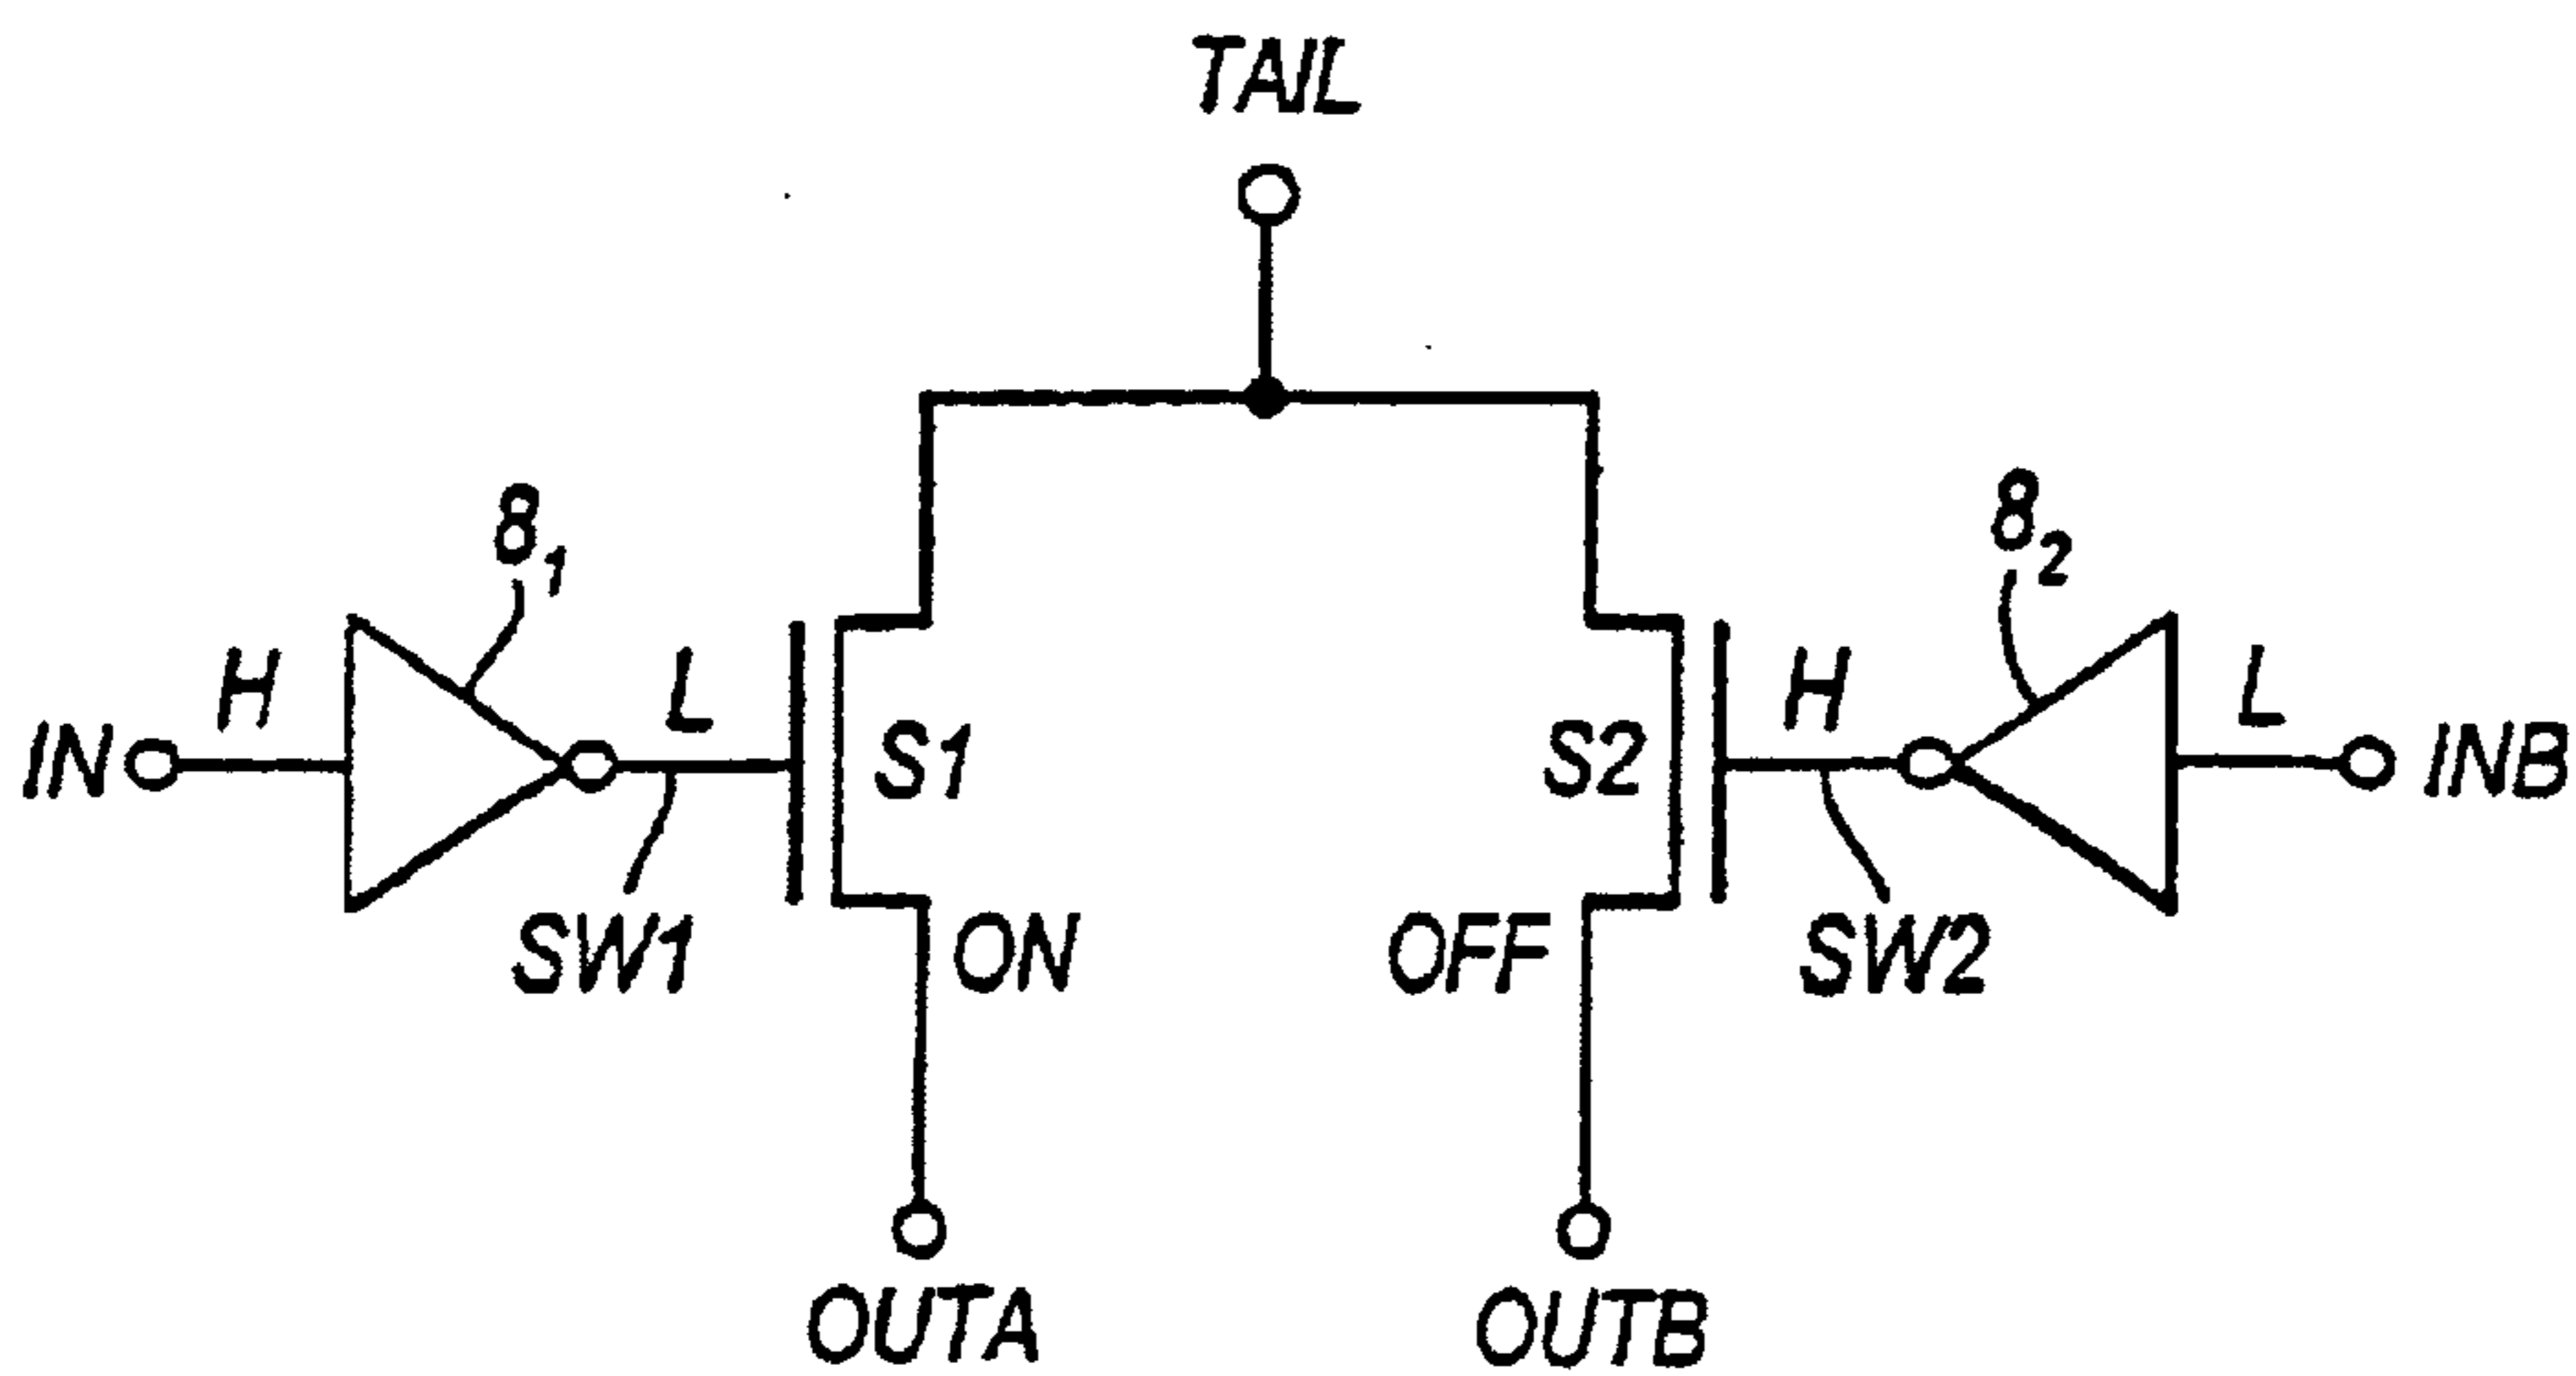 TAIL
8₁
8₂
H
L
H
L
IN
S1
S2
INB
SW1
ON
OFF
SW2
OUTA
OUTB